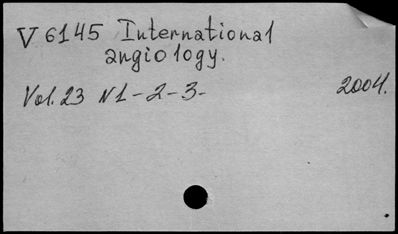 V 6145 International
angiology.
Vol. 23 N1-2-3- 2004.